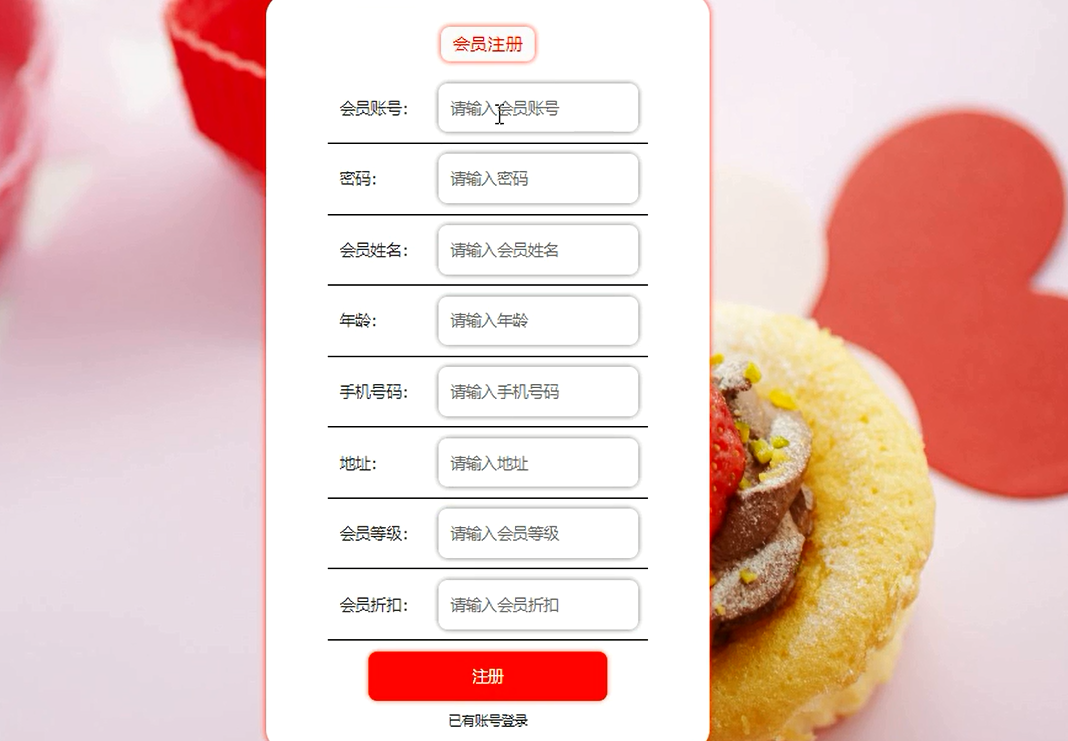 会员注册
会员账号： 请输入会员账号
密码： 请输入密码
会员姓名： 请输入会员姓名
年龄： 请输入年龄
手机号码： 请输入手机号码
地址： 请输入地址
会员等级： 请输入会员等级
会员折扣： 请输入会员折扣
注册
已有账号登录